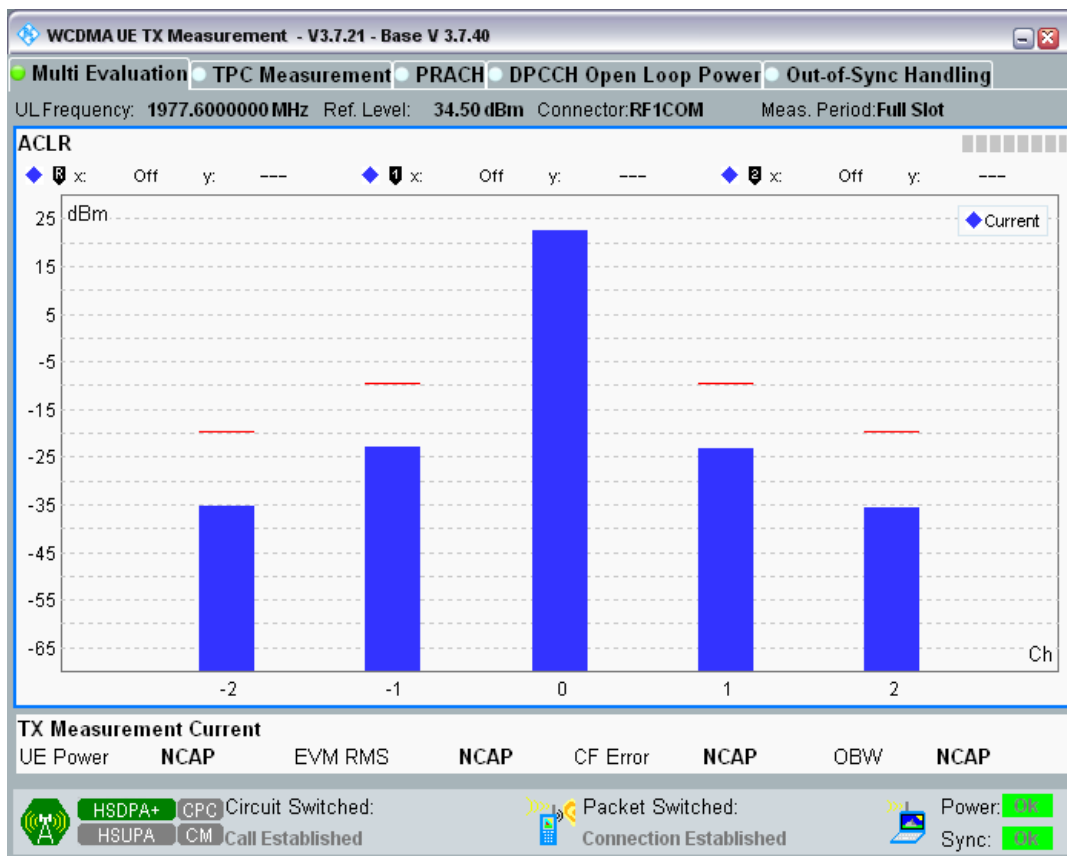 WCDMA UE TX Measurement - V3.7.21 - Base V 3.7.40
Multi Evaluation TPC Measurement PRACH DPCCH Open Loop Power Out-of-Sync Handling
UL Frequency: 1977.6000000 MHz Ref. Level: 34.50 dBm Connector:RF1COM Meas. Period:Full Slot
ACLR
R x: Off y: --- 1 x: Off y: --- 2 x: Off y: ---
dBm
Current
25
15
5
-5
-15
-25
-35
-45
-55
-65
Ch
-2 -1 0 1 2
TX Measurement Current
UE Power NCAP EVM RMS NCAP CF Error NCAP OBW NCAP
HSDPA+ CPC Circuit Switched: Packet Switched: Power: Ok
HSUPA CM Call Established Connection Established Sync: Ok